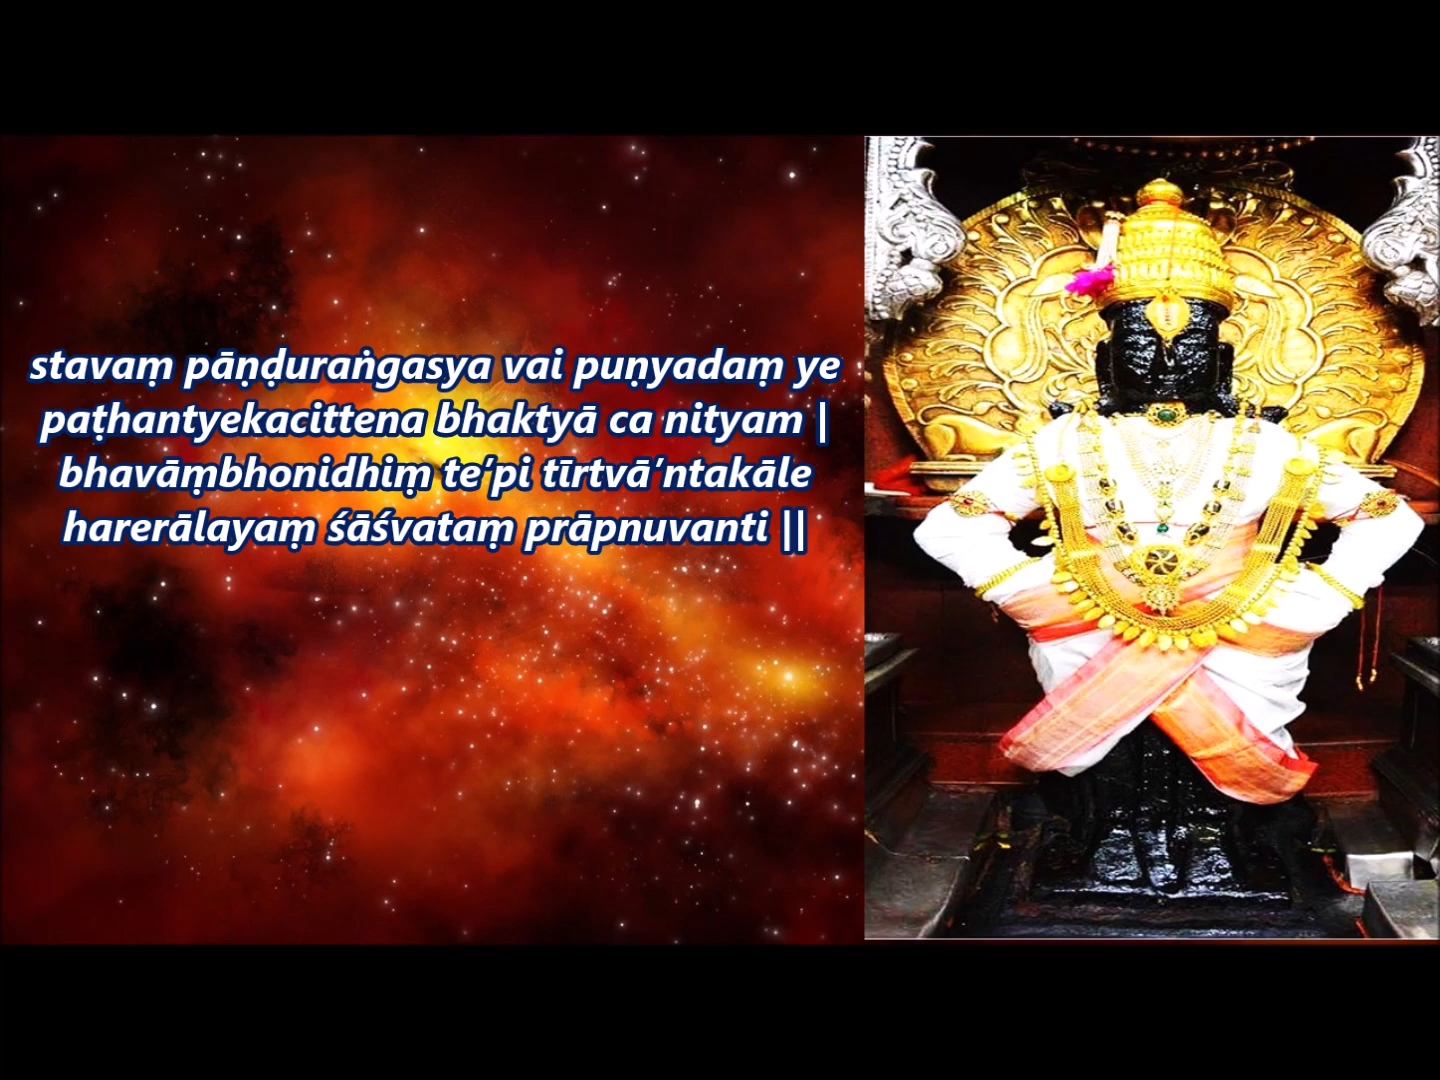 stavaṃ pāṇḍuraṅgasya vai puṇyadaṃ ye
paṭhantyekacittena bhaktyā ca nityam |
bhavāṃbhonidhiṃ te’pi tīrtvā’ntakāle
harerālayaṃ śāśvataṃ prāpnuvanti ||